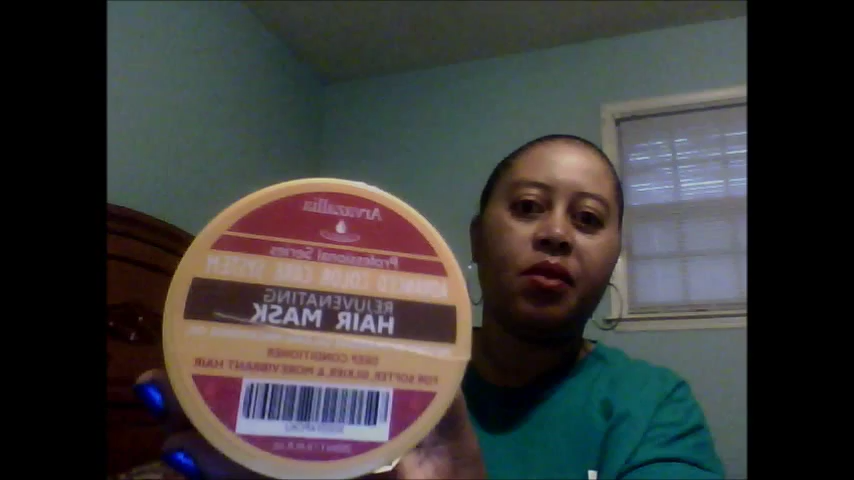 Arvazallia
Professional Series
ADVANCED COLOR CARE SYSTEM
REJUVENATING
HAIR MASK
DEEP CONDITIONER
FOR SOFTER, SILKIER, & MORE VIBRANT HAIR